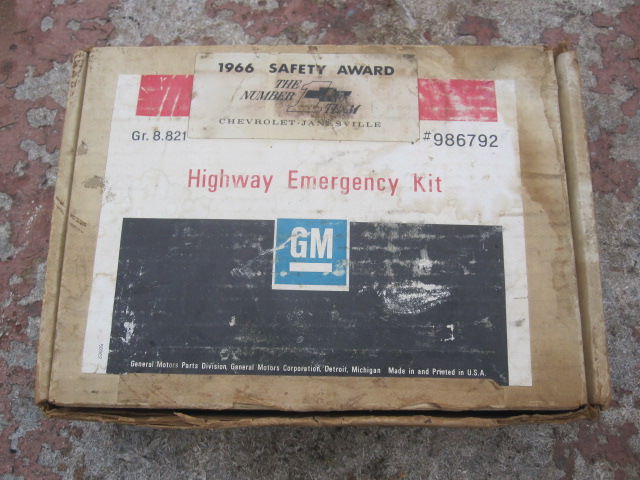 1966 SAFETY AWARD
THE
NUMBER 1 TEAM
CHEVROLET-JANESVILLE
Gr. 8.821
#986792
Highway Emergency Kit
GM
General Motors Parts Division, General Motors Corporation, Detroit, Michigan Made in and Printed in U.S.A.